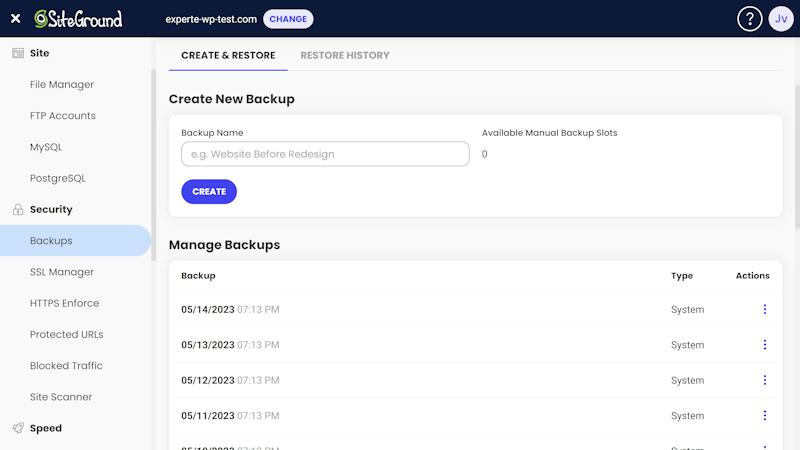 SiteGround
experte-wp-test.com CHANGE
? Jv
Site
File Manager
FTP Accounts
MySQL
PostgreSQL
Security
Backups
SSL Manager
HTTPS Enforce
Protected URLs
Blocked Traffic
Site Scanner
Speed
CREATE & RESTORE RESTORE HISTORY
Create New Backup
Backup Name Available Manual Backup Slots
e.g. Website Before Redesign 0
CREATE
Manage Backups
Backup Type Actions
05/14/2023 07:13 PM System
05/13/2023 07:13 PM System
05/12/2023 07:13 PM System
05/11/2023 07:13 PM System